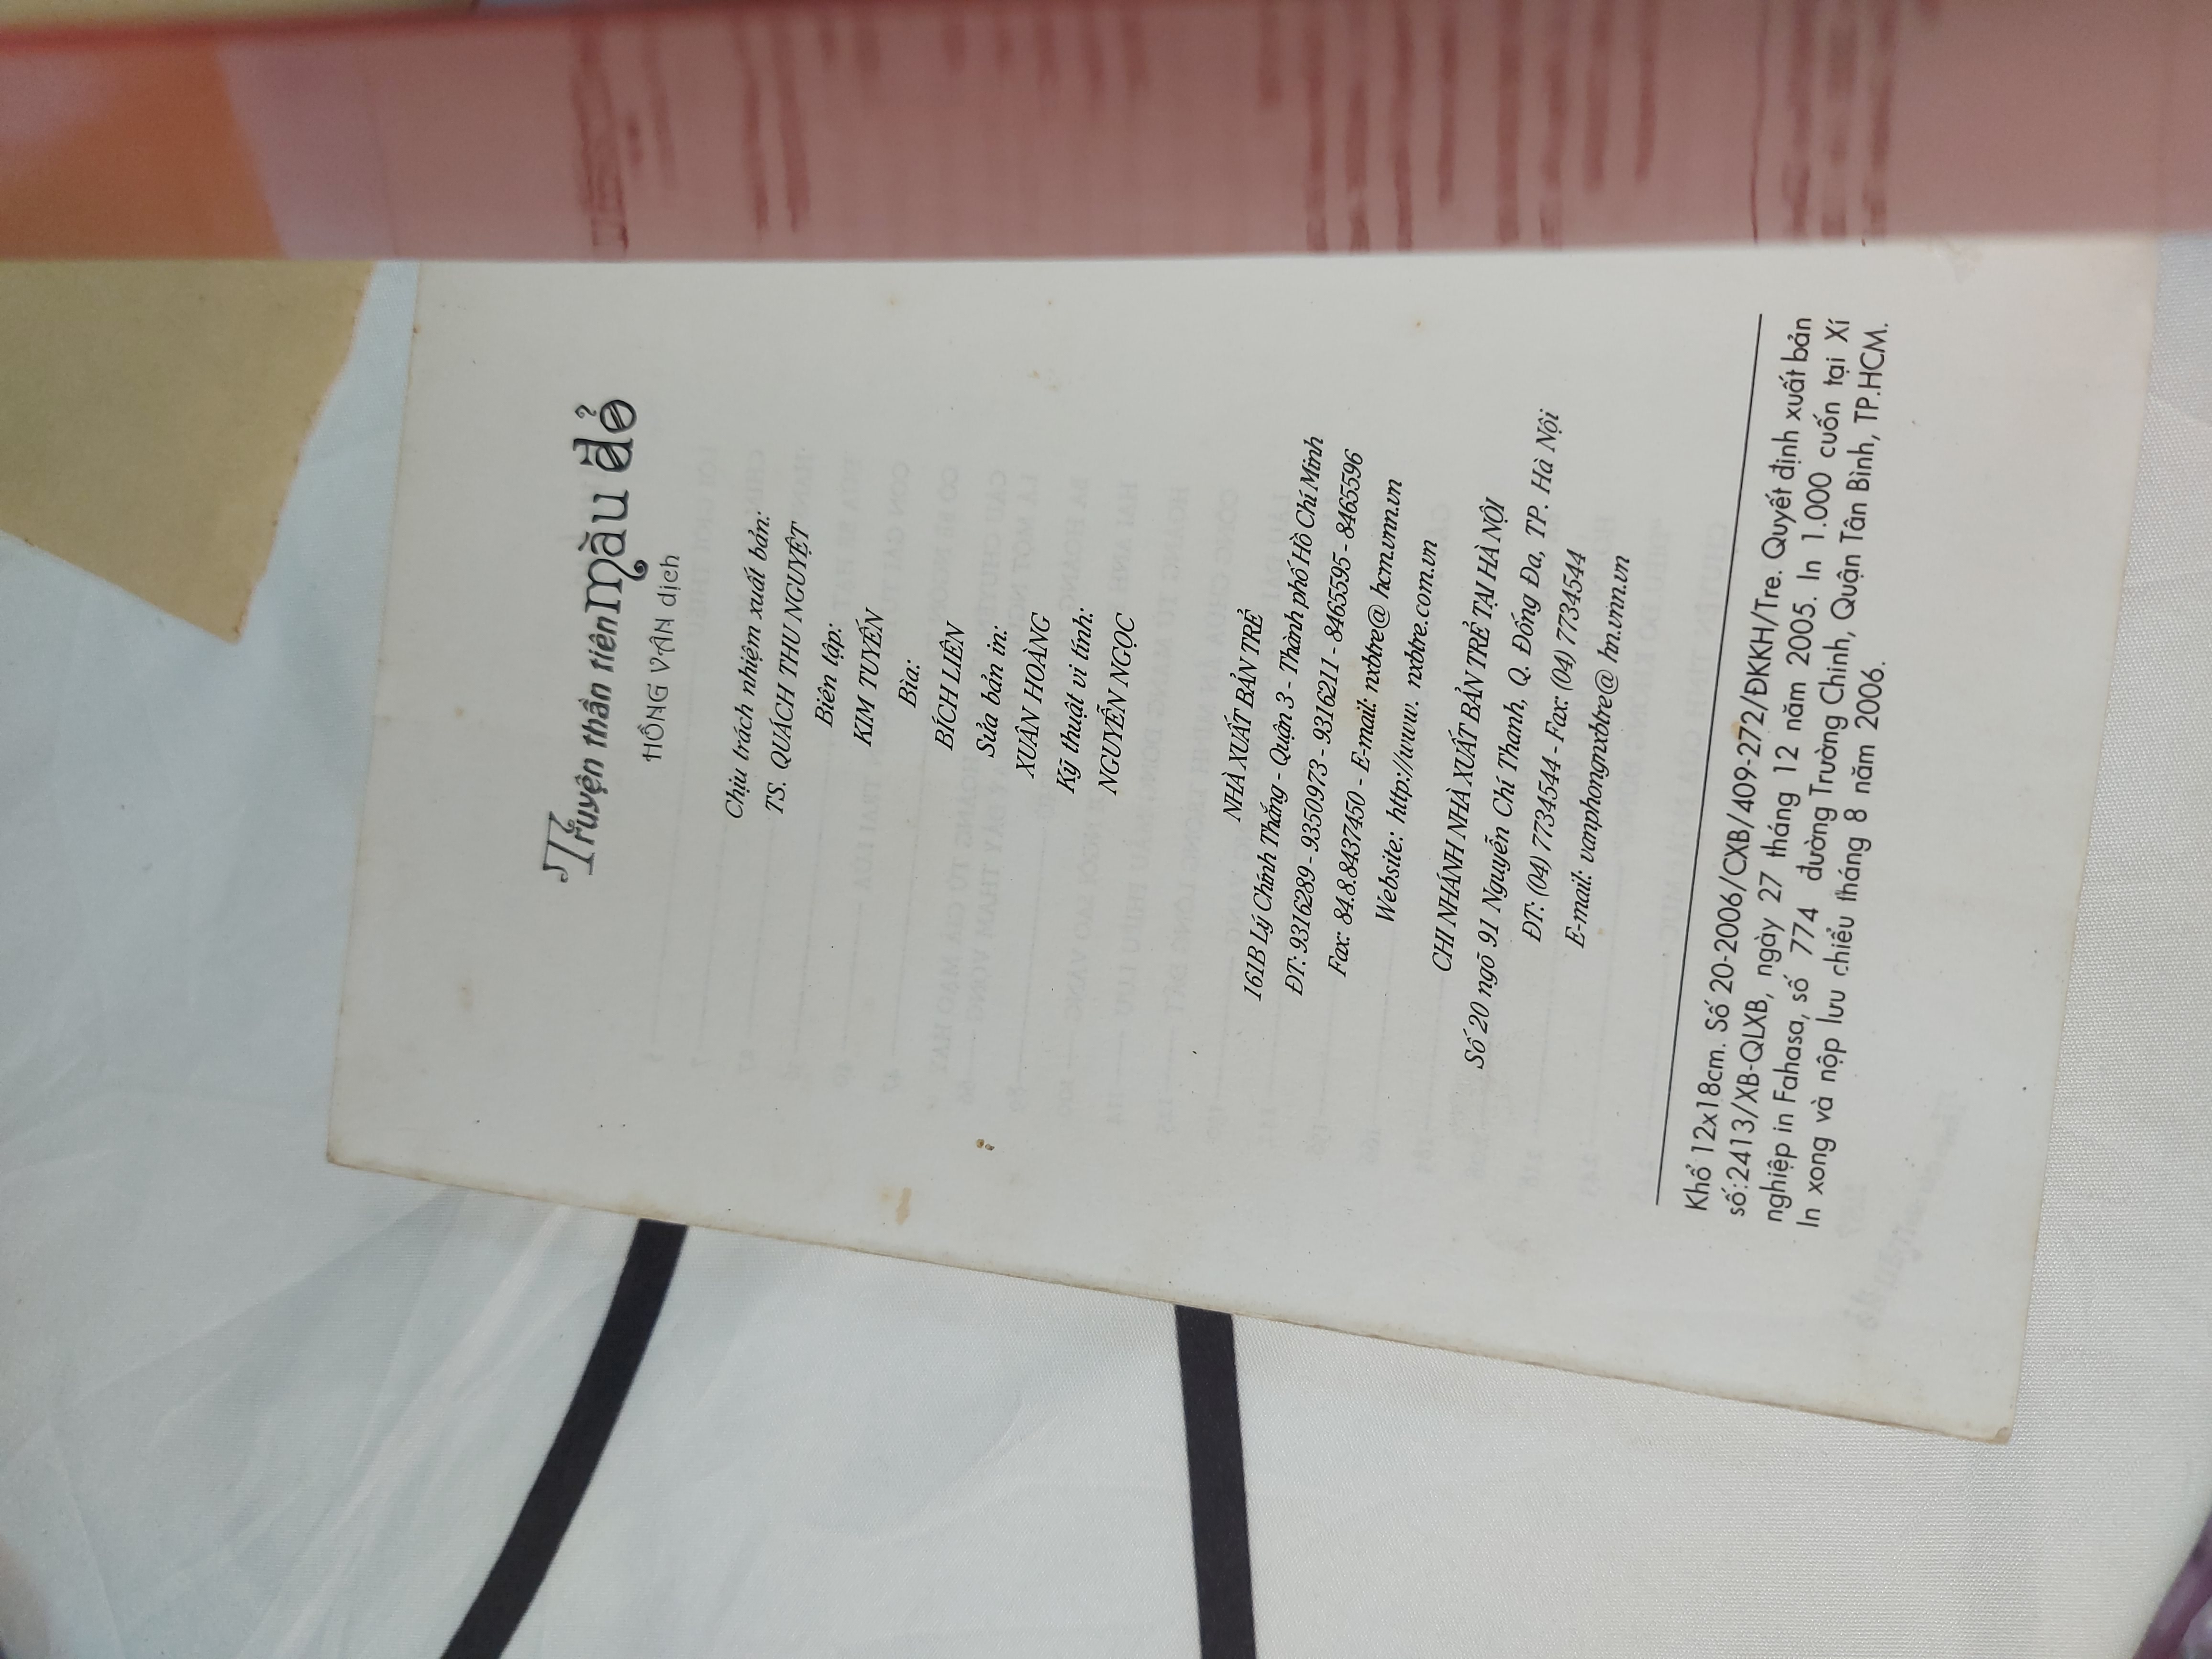 Truyện thần tiên màu đỏ
HỒNG VÂN dịch
Chịu trách nhiệm xuất bản:
TS. QUÁCH THU NGUYỆT
Biên tập:
KIM TUYẾN
Bìa:
BÍCH LIÊN
Sửa bản in:
XUÂN HOÀNG
Kỹ thuật vi tính:
NGUYỄN NGỌC
NHÀ XUẤT BẢN TRẺ
161B Lý Chính Thắng - Quận 3 - Thành phố Hồ Chí Minh
ĐT: 9316289 - 9350973 - 9316211 - 8465595 - 8465596
Fax: 84.8.8437450 - E-mail: nxbtre@ hcm.vnn.vn
Website: http://www. nxbtre.com.vn
CHI NHÁNH NHÀ XUẤT BẢN TRẺ TẠI HÀ NỘI
Số 20 ngõ 91 Nguyễn Chí Thanh, Q. Đống Đa, TP. Hà Nội
ĐT: (04) 7734544 - Fax: (04) 7734544
E-mail: vanphongnxbtre@ hn.vnn.vn
Khổ 12x18cm. Số 20-2006/CXB/409-272/ĐKKH/Tre. Quyết định xuất bản
số:2413/XB-QLXB, ngày 27 tháng 12 năm 2005. In 1.000 cuốn tại Xí
nghiệp in Fahasa, số 774 đường Trường Chinh, Quận Tân Bình, TP.HCM.
In xong và nộp lưu chiểu tháng 8 năm 2006.